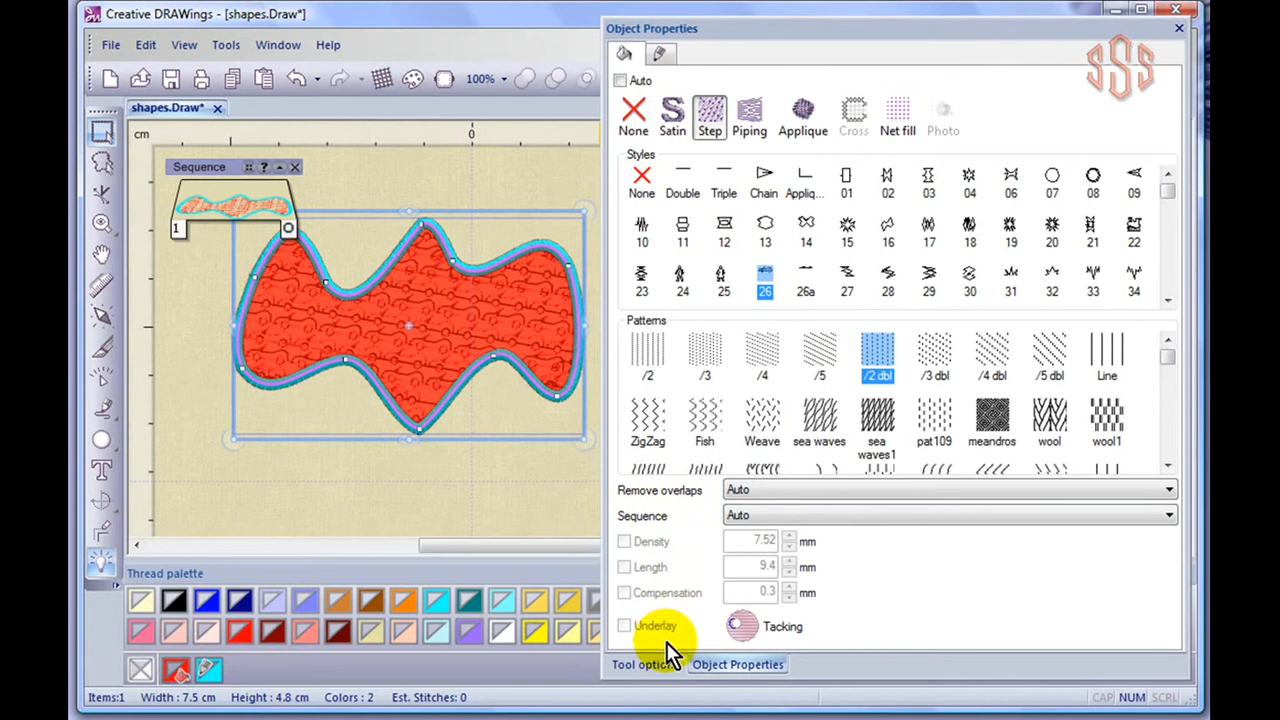 Creative DRAWings - [shapes.Draw*]
File Edit View Tools Window Help
100%
shapes.Draw*
cm 0
Sequence ?
1
Object Properties
SSS
Auto
None Satin Step Piping Applique Cross Net fill Photo
Styles
None Double Triple Chain Appliq... 01 02 03 04 06 07 08 09
10 11 12 13 14 15 16 17 18 19 20 21 22
23 24 25 26 26a 27 28 29 30 31 32 33 34
Patterns
/2 /3 /4 /5 /2 dbl /3 dbl /4 dbl /5 dbl Line
ZigZag Fish Weave sea waves sea waves1 pat109 meandros wool wool1
Remove overlaps Auto
Sequence Auto
Density 7.52 mm
Length 9.4 mm
Compensation 0.3 mm
Underlay Tacking
Thread palette
Object Properties
Items:1 Width : 7.5 cm Height : 4.8 cm Colors : 2 Est. Stitches: 0 CAP NUM SCRL